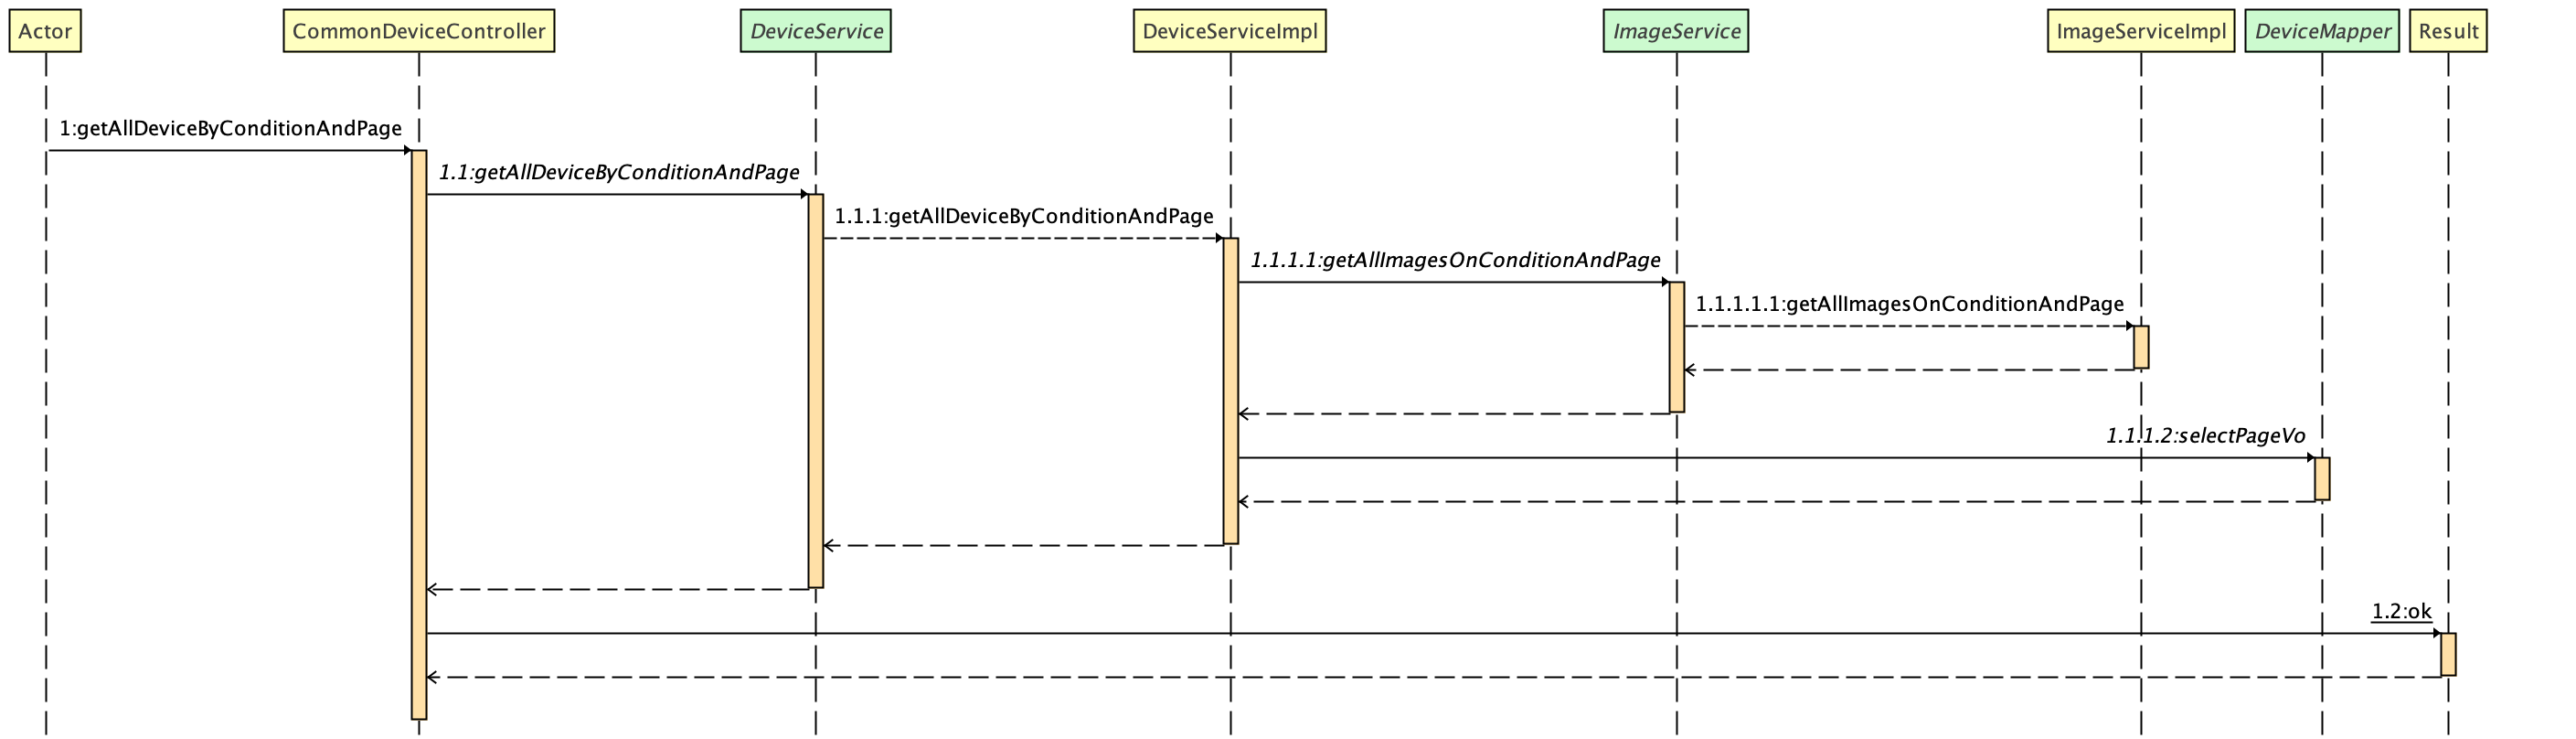 Actor
CommonDeviceController
DeviceService
DeviceServiceImpl
ImageService
ImageServiceImpl
DeviceMapper
Result
1:getAllDeviceByConditionAndPage
1.1:getAllDeviceByConditionAndPage
1.1.1:getAllDeviceByConditionAndPage
1.1.1.1:getAllImagesOnConditionAndPage
1.1.1.1.1:getAllImagesOnConditionAndPage
1.1.1.2:selectPageVo
1.2:ok